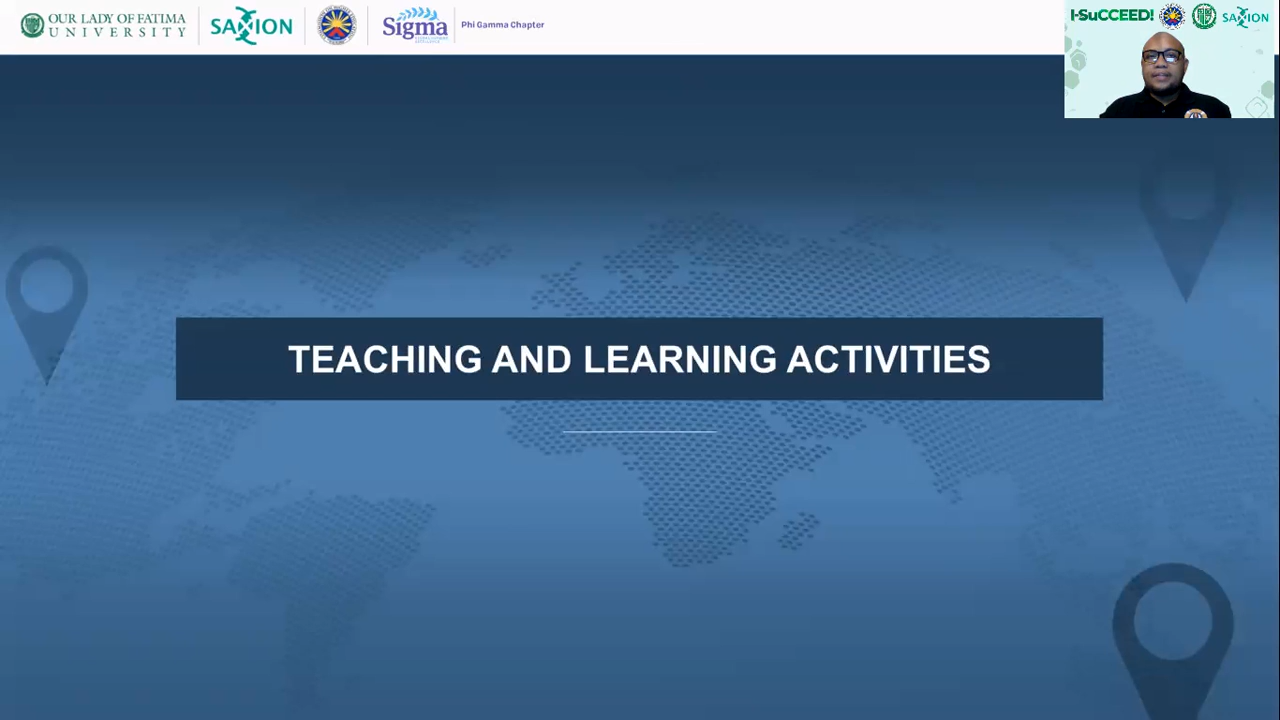 OUR LADY OF FATIMA
UNIVERSITY
SAXION
Sigma
Phi Gamma Chapter
I-SuCCEED!
SAXION
TEACHING AND LEARNING ACTIVITIES